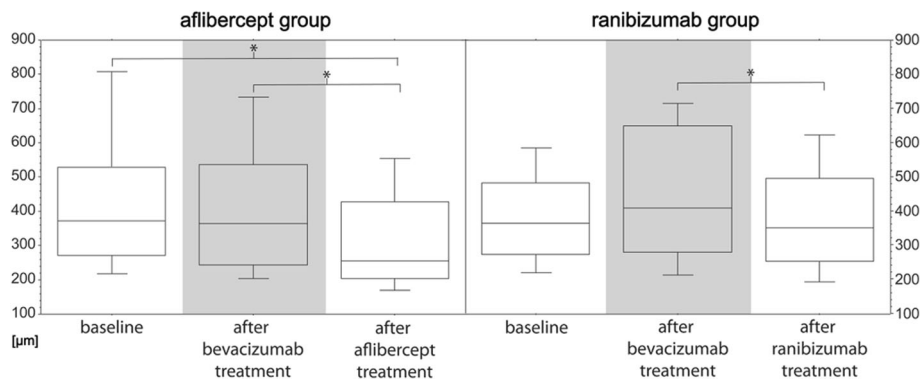 aflibercept group
ranibizumab group
900
800
700
600
500
400
300
200
100
*
*
*
900
800
700
600
500
400
300
200
100
[µm]
baseline
after
bevacizumab
treatment
after
aflibercept
treatment
baseline
after
bevacizumab
treatment
after
ranibizumab
treatment